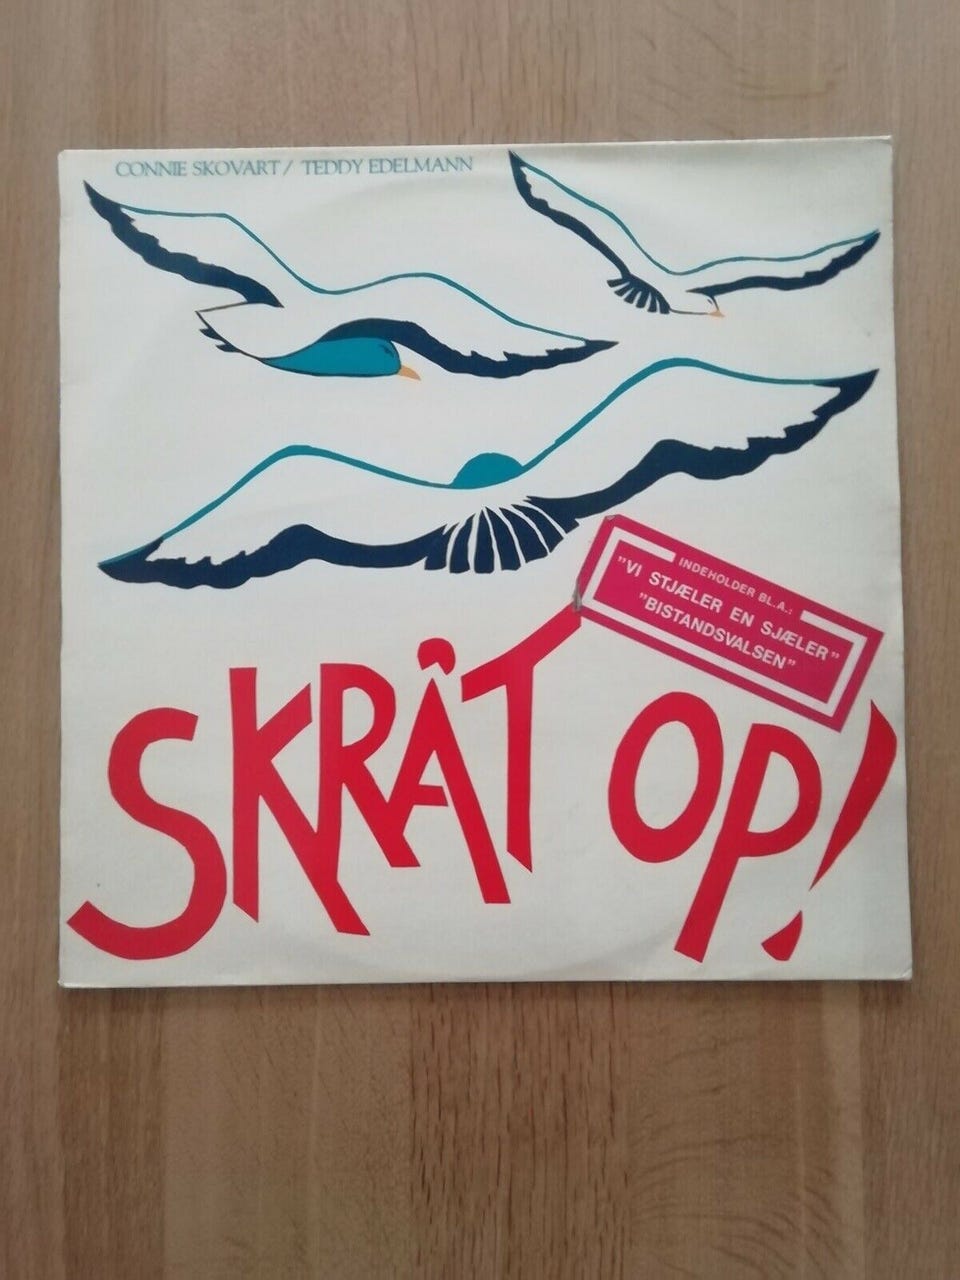 CONNIE SKOVART / TEDDY EDELMANN
INDEHOLDER BL.A.:
"VI STJÆLER EN SJÆLER"
"BISTANDSVALSEN"
SKRÅT OP!